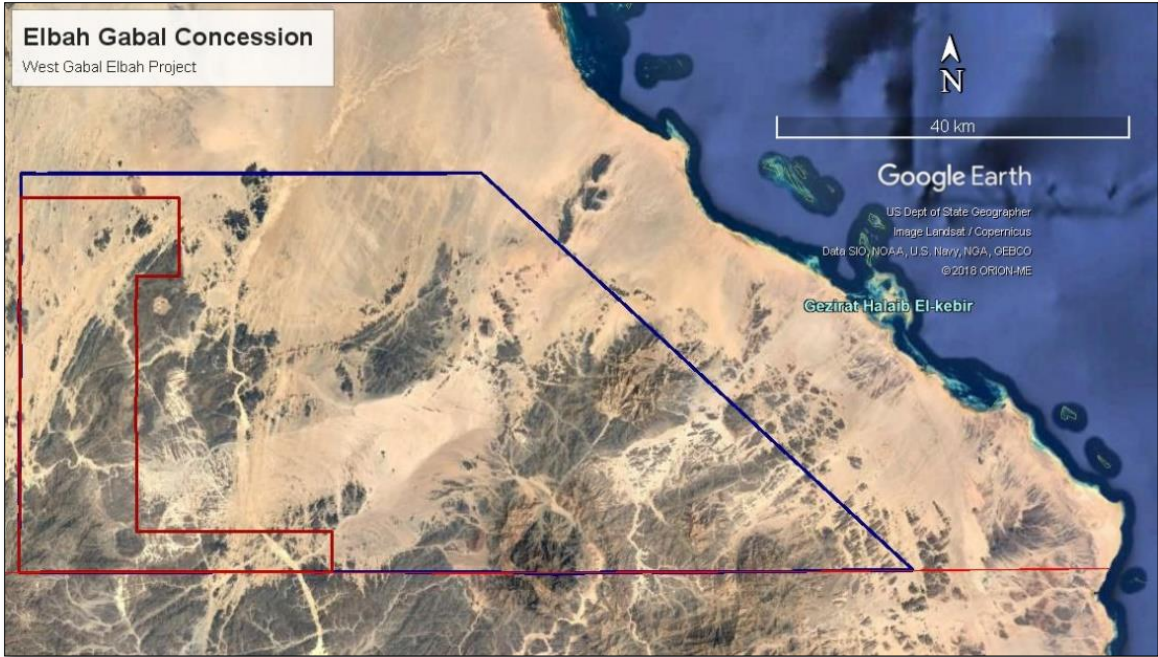 Elbah Gabal Concession
West Gabal Elbah Project
N
40 km
Google Earth
US Dept of State Geographer
Image Landsat / Copernicus
Data SIO, NOAA, U.S. Navy, NGA, GEBCO
©2018 ORION-ME
Gezirat Halaib El-kebir